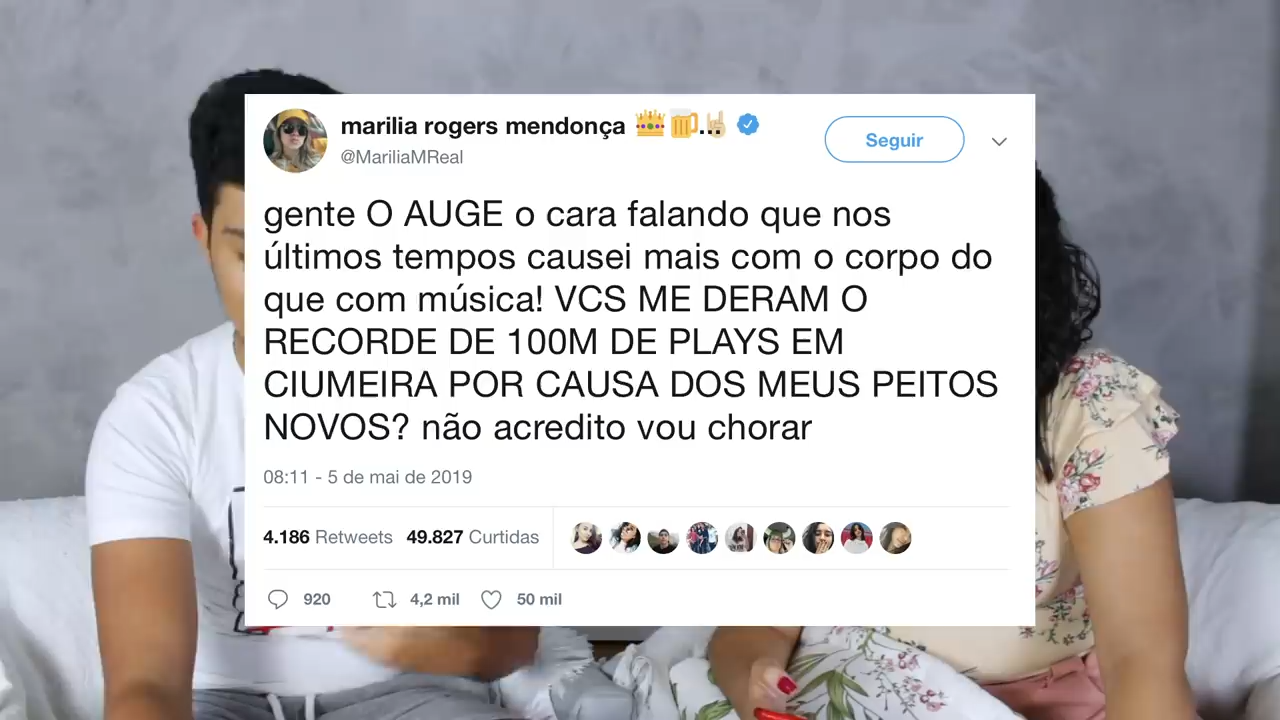 marilia rogers mendonça 👑🍺...🤘🏼
@MariliaMReal
Seguir
gente O AUGE o cara falando que nos
últimos tempos causei mais com o corpo do
que com música! VCS ME DERAM O
RECORDE DE 100M DE PLAYS EM
CIUMEIRA POR CAUSA DOS MEUS PEITOS
NOVOS? não acredito vou chorar
08:11 - 5 de mai de 2019
4.186 Retweets 49.827 Curtidas
920 4,2 mil 50 mil